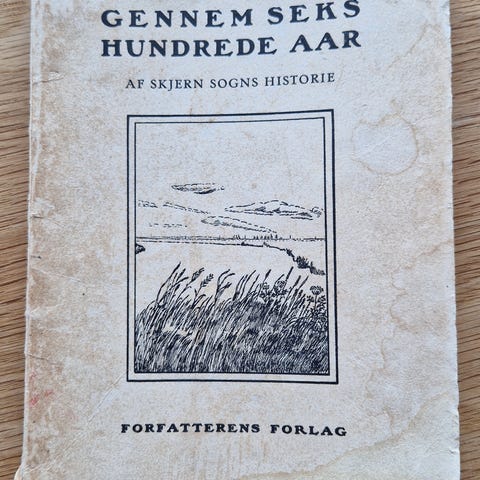 GENNEM SEKS
HUNDREDE AAR
AF SKJERN SOGNS HISTORIE
FORFATTERENS FORLAG